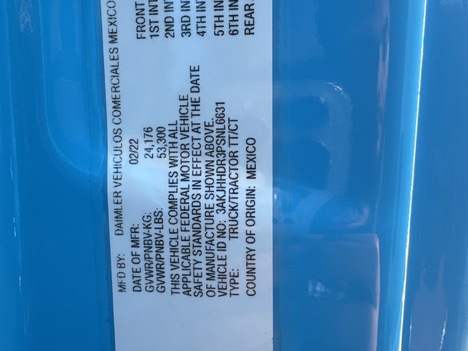 MFD BY: DAIMLER VEHICULOS COMERCIALES MEXICO
DATE OF MFR: 02/22
GVWR/PNBV-KG: 24,176
GVWR/PNBV-LBS: 53,300
THIS VEHICLE COMPLIES WITH ALL
APPLICABLE FEDERAL MOTOR VEHICLE
SAFETY STANDARDS IN EFFECT AT THE DATE
OF MANUFACTURE SHOWN ABOVE.
VEHICLE ID NO: 3AKJHHDR3PSNL6631
TYPE: TRUCK/TRACTOR TT/CT
COUNTRY OF ORIGIN: MEXICO
FRONT
1ST INT
2ND INT
3RD INT
4TH INT
5TH INT
6TH INT
REAR